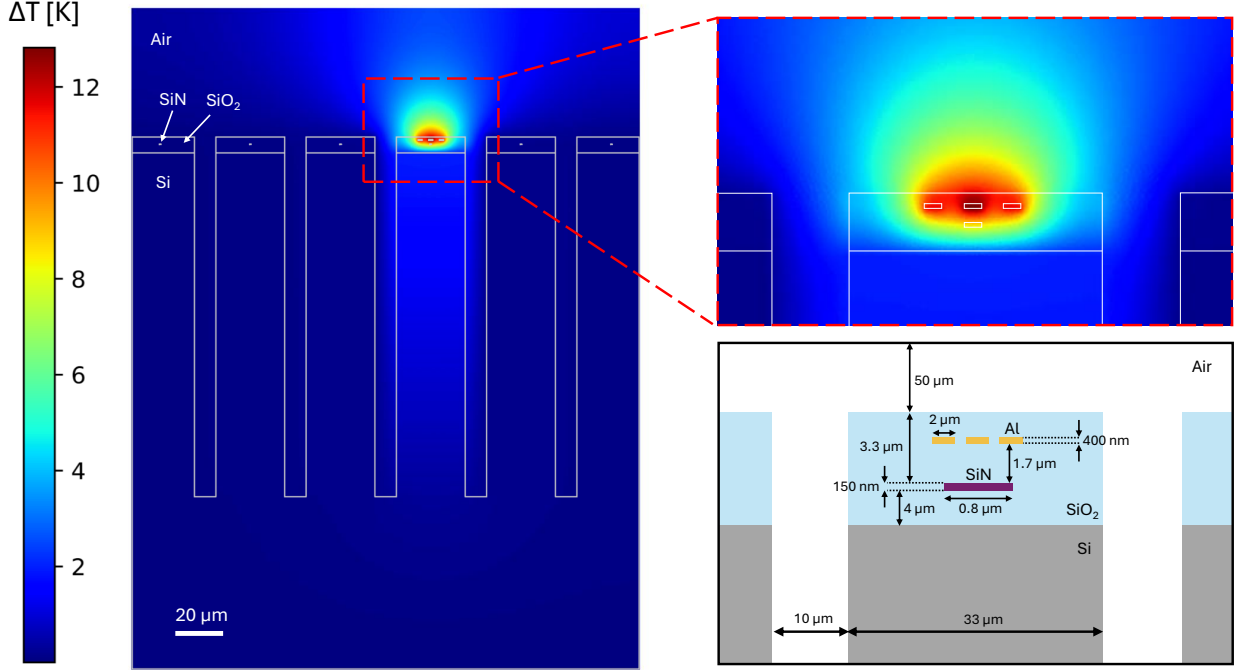 ΔT [K]
12
10
8
6
4
2
Air
SiN
SiO₂
Si
20 µm
Air
50 µm
2 µm
Al
400 nm
3.3 µm
1.7 µm
SiN
150 nm
4 µm
0.8 µm
SiO₂
Si
10 µm
33 µm